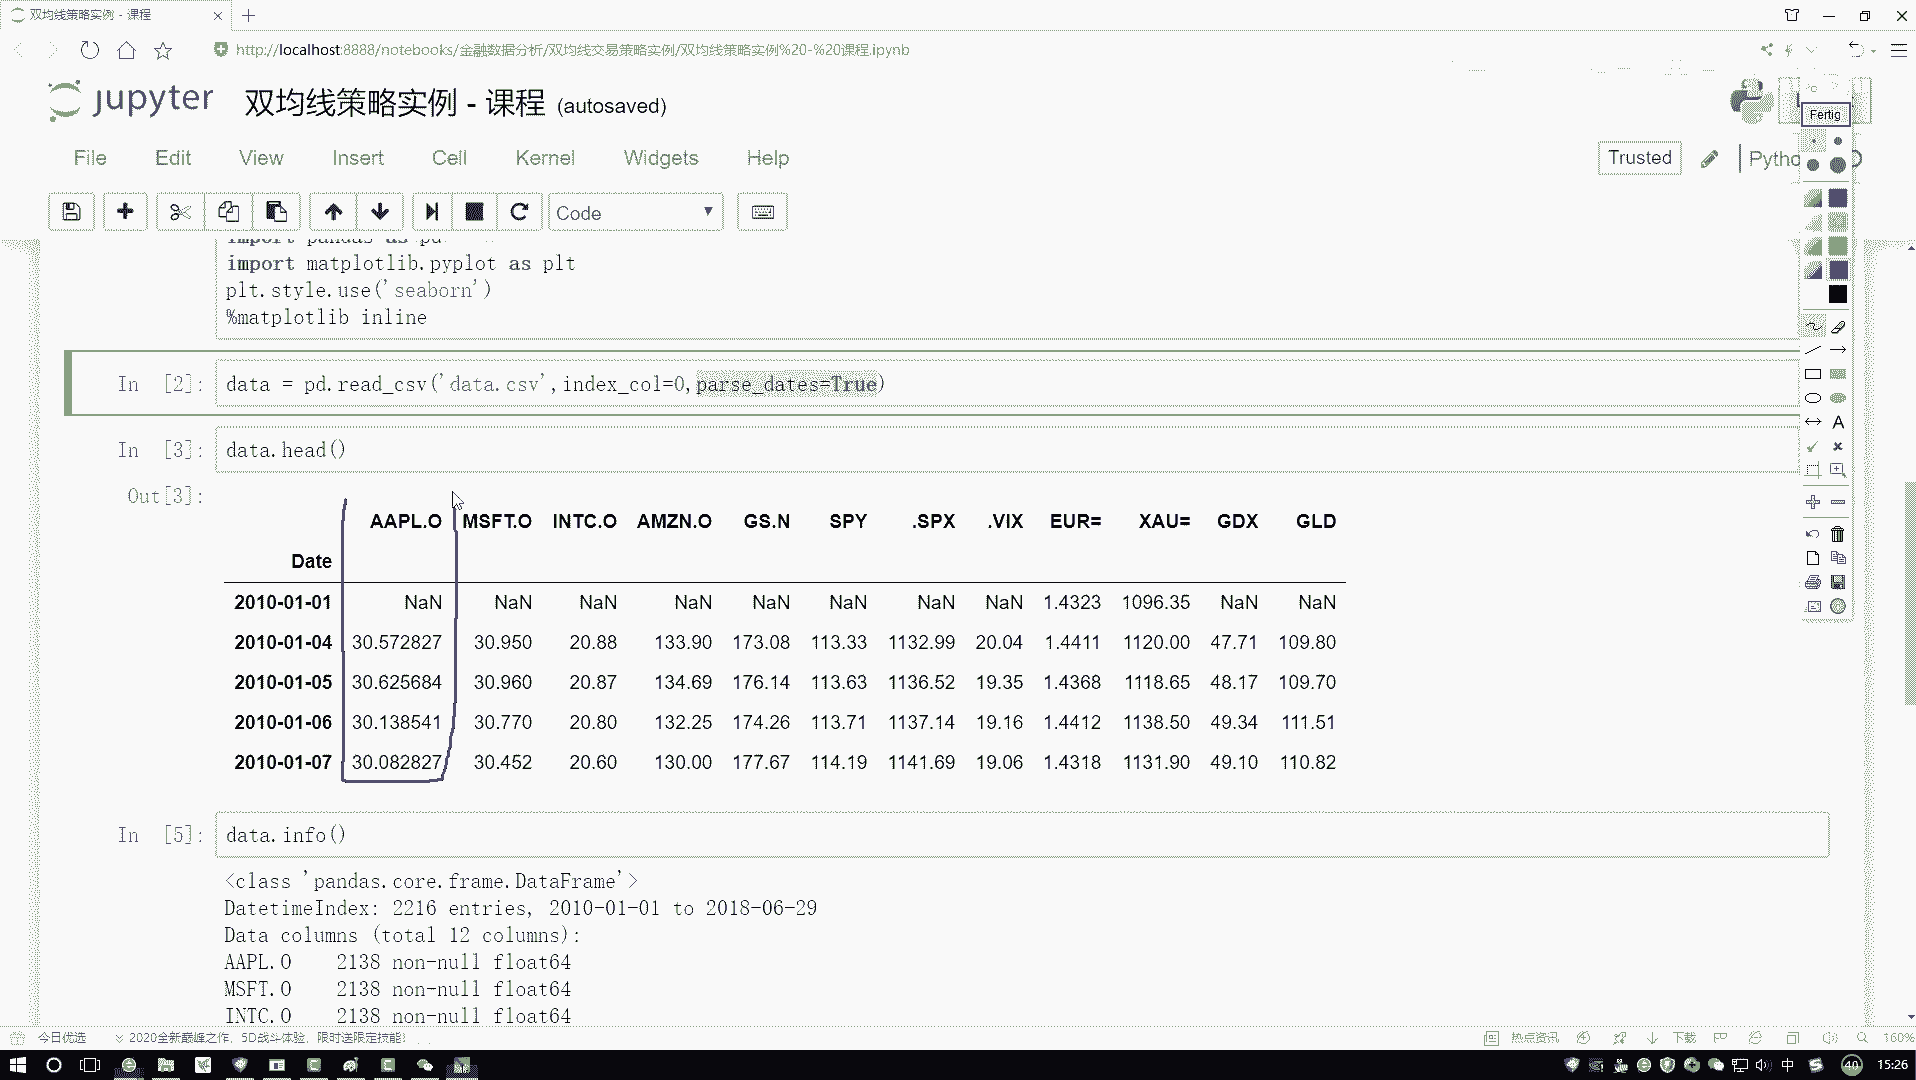 双均线策略实例 - 课程
http://localhost:8888/notebooks/金融数据分析/双均线交易策略实例/双均线策略实例%20-%20课程.ipynb
jupyter 双均线策略实例 - 课程 (autosaved)
Fertig
File Edit View Insert Cell Kernel Widgets Help
Trusted
Code
import pandas as pd
import matplotlib.pyplot as plt
plt.style.use('seaborn')
%matplotlib inline
In [2]: data = pd.read_csv('data.csv',index_col=0,parse_dates=True)
In [3]: data.head()
Out[3]:
AAPL.O MSFT.O INTC.O AMZN.O GS.N SPY .SPX .VIX EUR= XAU= GDX GLD
Date
2010-01-01 NaN NaN NaN NaN NaN NaN NaN NaN 1.4323 1096.35 NaN NaN
2010-01-04 30.572827 30.950 20.88 133.90 173.08 113.33 1132.99 20.04 1.4411 1120.00 47.71 109.80
2010-01-05 30.625684 30.960 20.87 134.69 176.14 113.63 1136.52 19.35 1.4368 1118.65 48.17 109.70
2010-01-06 30.138541 30.770 20.80 132.25 174.26 113.71 1137.14 19.16 1.4412 1138.50 49.34 111.51
2010-01-07 30.082827 30.452 20.60 130.00 177.67 114.19 1141.69 19.06 1.4318 1131.90 49.10 110.82
In [5]: data.info()
<class 'pandas.core.frame.DataFrame'>
DatetimeIndex: 2216 entries, 2010-01-01 to 2018-06-29
Data columns (total 12 columns):
AAPL.O 2138 non-null float64
MSFT.O 2138 non-null float64
INTC.O 2138 non-null float64
今日优选 2020全新巅峰之作，5D战斗体验，限时送限定技能! 热点资讯 下载 160%
中 40 15:26